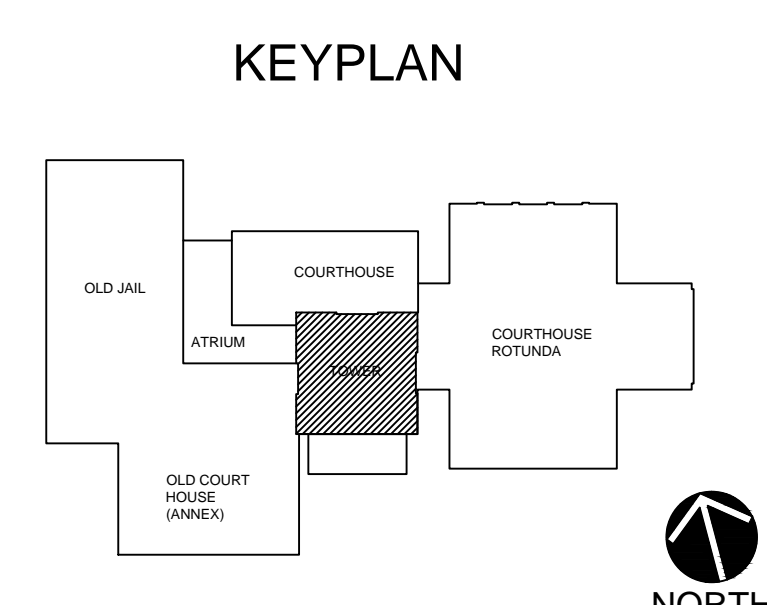 KEYPLAN
COURTHOUSE
OLD JAIL
ATRIUM
COURTHOUSE
ROTUNDA
TOWER
OLD COURT
HOUSE
(ANNEX)
NORTH